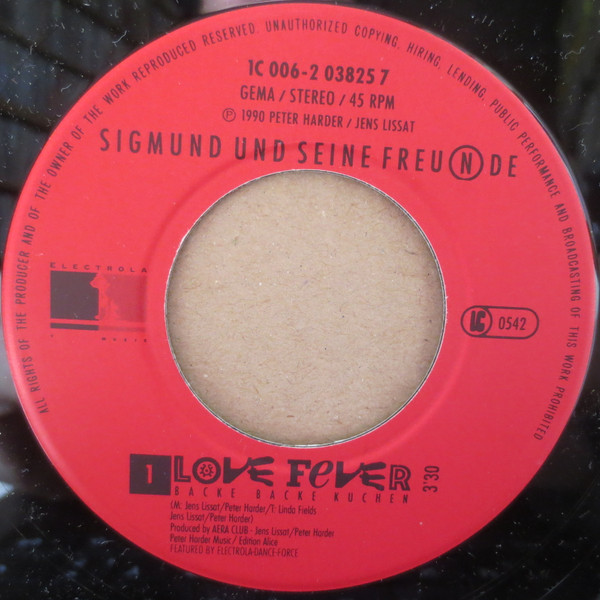 ALL RIGHTS OF THE PRODUCER AND OF THE OWNER OF THE WORK REPRODUCED RESERVED. UNAUTHORIZED COPYING, HIRING, LENDING, PUBLIC PERFORMANCE AND BROADCASTING OF THIS WORK PROHIBITED
1C 006-2 03825 7
GEMA / STEREO / 45 RPM
℗ 1990 PETER HARDER / JENS LISSAT
SIGMUND UND SEINE FREUNDE
ELECTROLA
MUSIK
LC 0542
1 LOVE FEVER 3'30
BACKE BACKE KUCHEN
(M: Jens Lissat/Peter Harder/T: Linda Fields
Jens Lissat/Peter Harder)
Produced by AERA CLUB - Jens Lissat/Peter Harder
Peter Harder Music / Edition Alice
FEATURED BY ELECTROLA-DANCE-FORCE